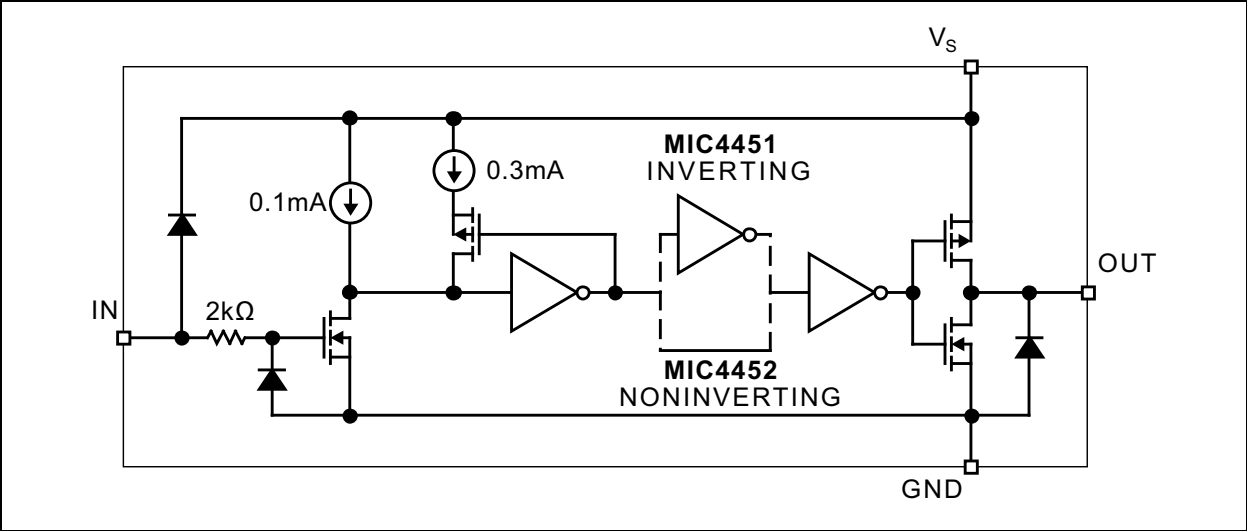 V_S
MIC4451
INVERTING
0.3mA
0.1mA
OUT
IN
2kΩ
MIC4452
NONINVERTING
GND